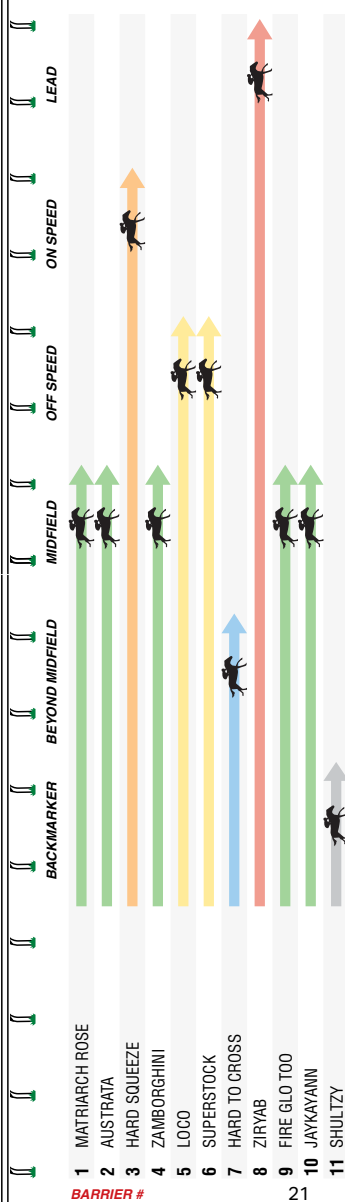 LEAD
ON SPEED
OFF SPEED
MIDFIELD
BEYOND MIDFIELD
BACKMARKER
1 MATRIARCH ROSE
2 AUSTRATA
3 HARD SQUEEZE
4 ZAMBORGHINI
5 LOCO
6 SUPERSTOCK
7 HARD TO CROSS
8 ZIRYAB
9 FIRE GLO TOO
10 JAYKAYANN
11 SHULTZY
BARRIER #
21